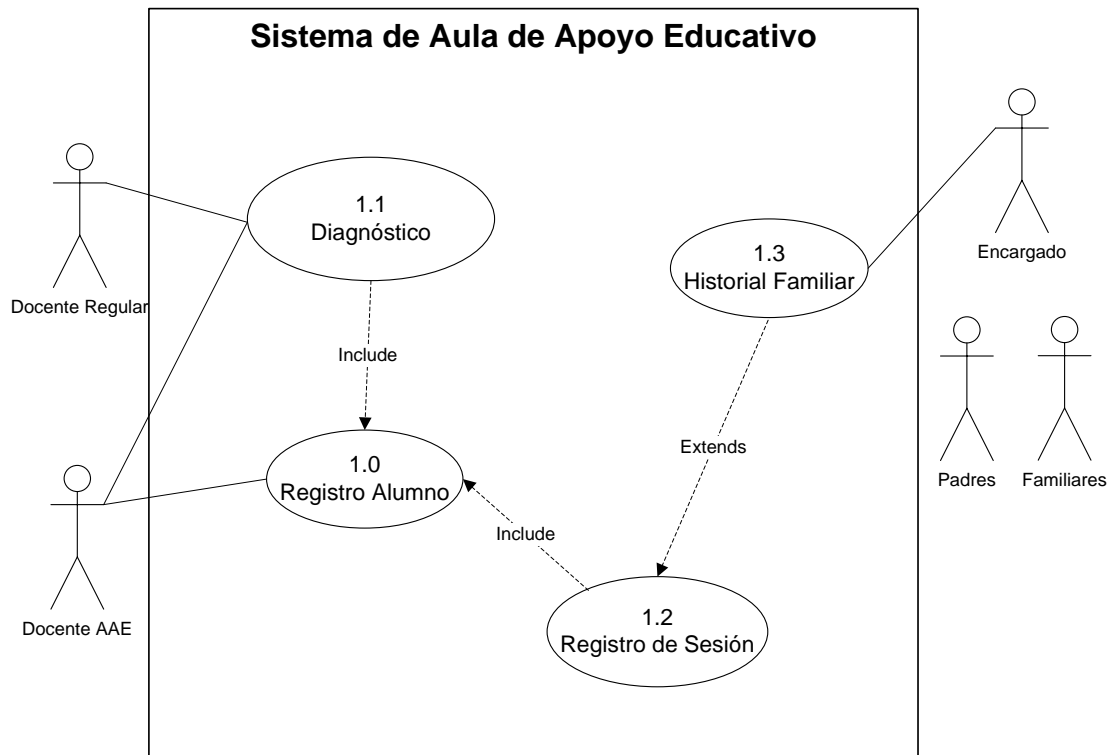 Sistema de Aula de Apoyo Educativo
1.1
Diagnóstico
Docente Regular
1.3
Historial Familiar
Encargado
Include
1.0
Registro Alumno
Extends
Padres
Familiares
Include
Docente AAE
1.2
Registro de Sesión